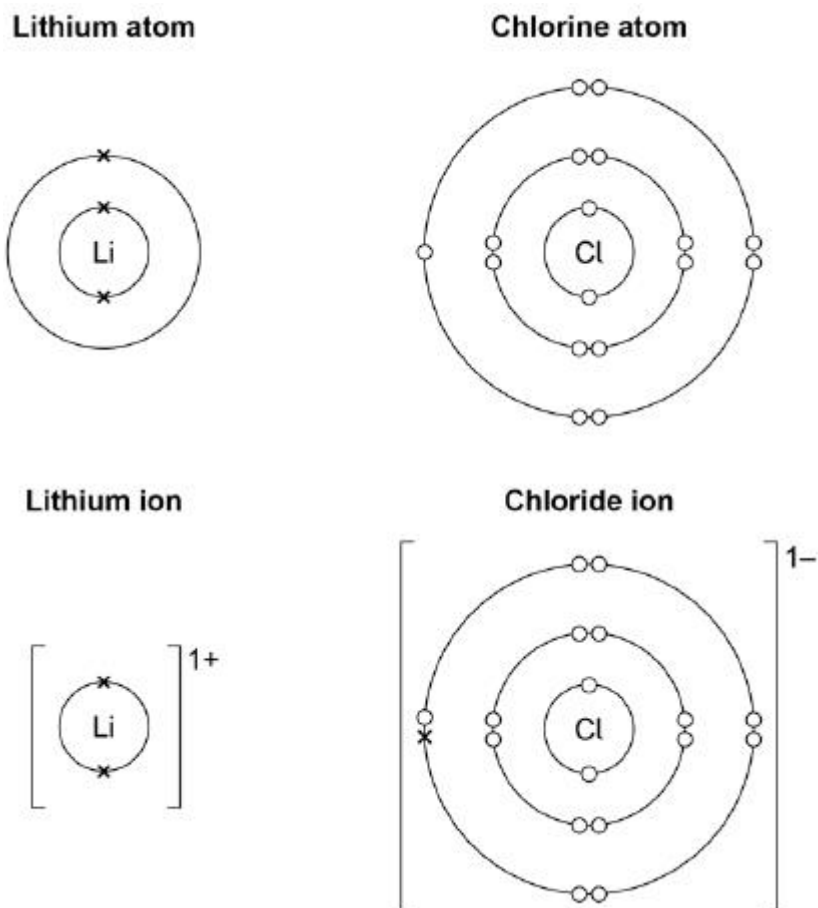 Lithium atom
Chlorine atom
Li
Cl
Lithium ion
Chloride ion
Li
1+
Cl
1–